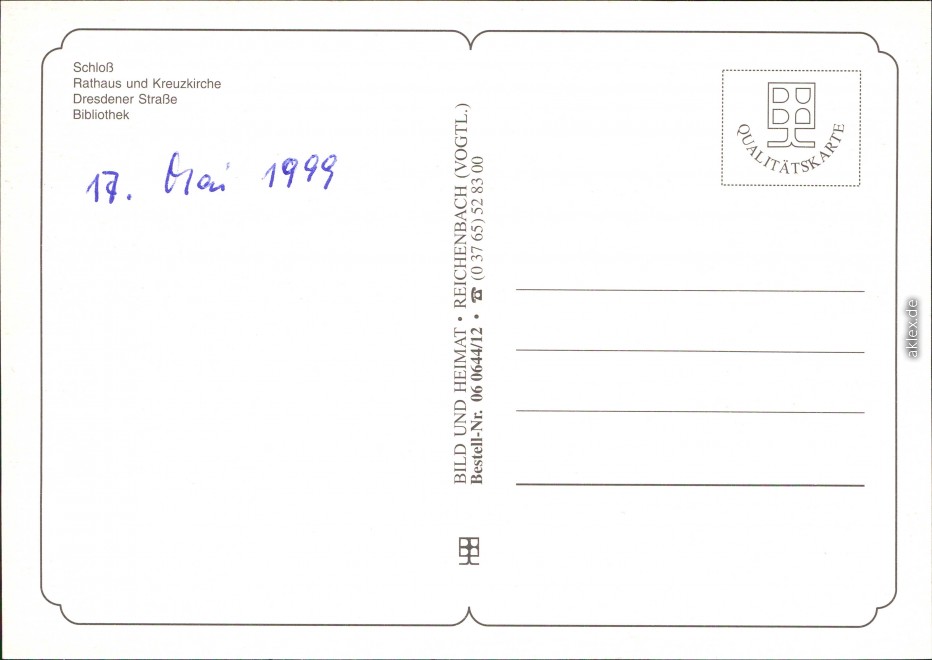 Schloß
Rathaus und Kreuzkirche
Dresdener Straße
Bibliothek
17. Mai 1999
BILD UND HEIMAT • REICHENBACH (VOGTL.)
Bestell-Nr. 06 0644/12 • ☎ (0 37 65) 52 83 00
QUALITÄTSKARTE
aklex.de